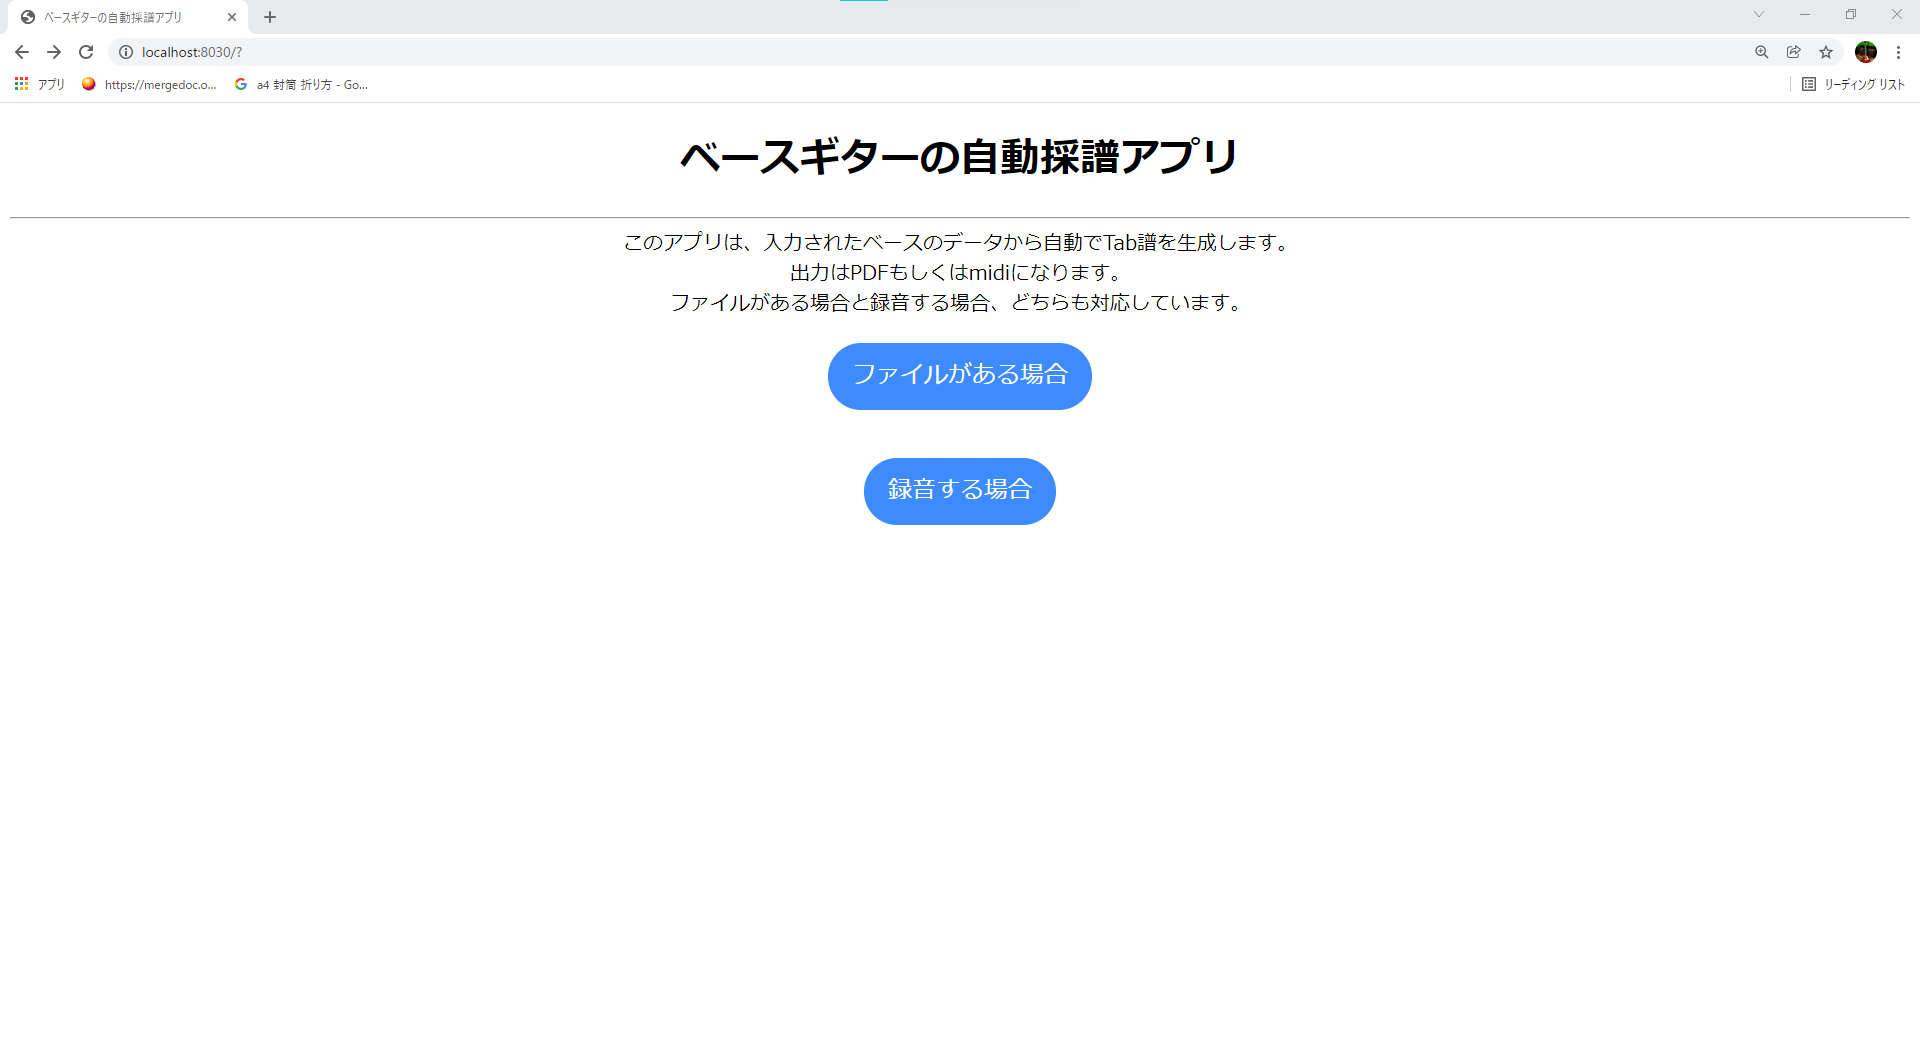 ベースギターの自動採譜アプリ
localhost:8030/?
アプリ
https://mergedoc.o...
a4 封筒 折り方 - Go...
リーディング リスト
ベースギターの自動採譜アプリ
このアプリは、入力されたベースのデータから自動でTab譜を生成します。
出力はPDFもしくはmidiになります。
ファイルがある場合と録音する場合、どちらも対応しています。
ファイルがある場合
録音する場合